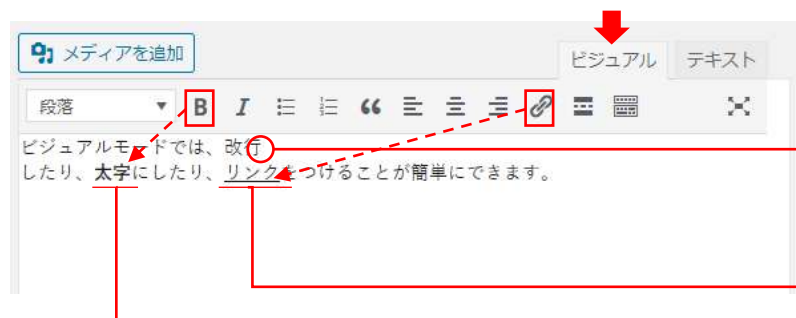 メディアを追加
ビジュアル テキスト
段落 B I
ビジュアルモードでは、改行
したり、太字にしたり、リンクをつけることが簡単にできます。